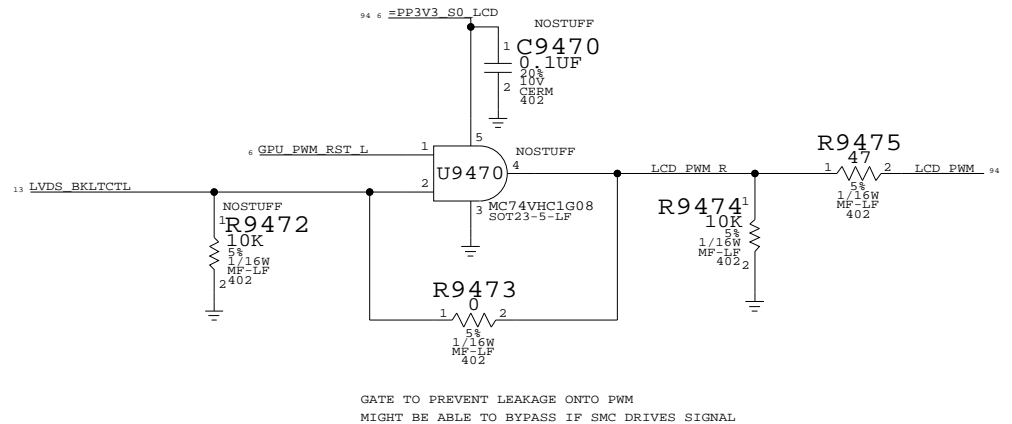 94 6 =PP3V3_S0_LCD
NOSTUFF
1 C9470
0.1UF
20%
10V
2 CERM
402
5
6 GPU_PWM_RST_L 1
U9470
4 NOSTUFF
13 LVDS_BKLTCTL 2
3 MC74VHC1G08
SOT23-5-LF
LCD_PWM_R
R9475
47
1 2
5%
1/16W
MF-LF
402
LCD_PWM 94
NOSTUFF
1 R9472
10K
5%
1/16W
MF-LF
2 402
R9474 1
10K
5%
1/16W
MF-LF
402 2
R9473
0
1 2
5%
1/16W
MF-LF
402
GATE TO PREVENT LEAKAGE ONTO PWM
MIGHT BE ABLE TO BYPASS IF SMC DRIVES SIGNAL